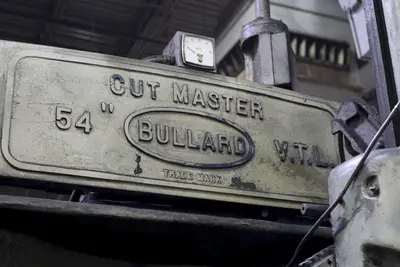 CUT MASTER
54" BULLARD V.T.L.
TRADE MARK